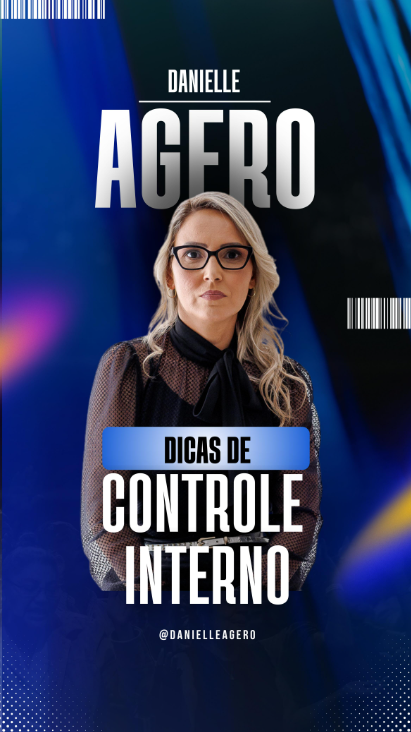 DANIELLE
AGERO
DICAS DE
CONTROLE
INTERNO
@DANIELLEAGERO